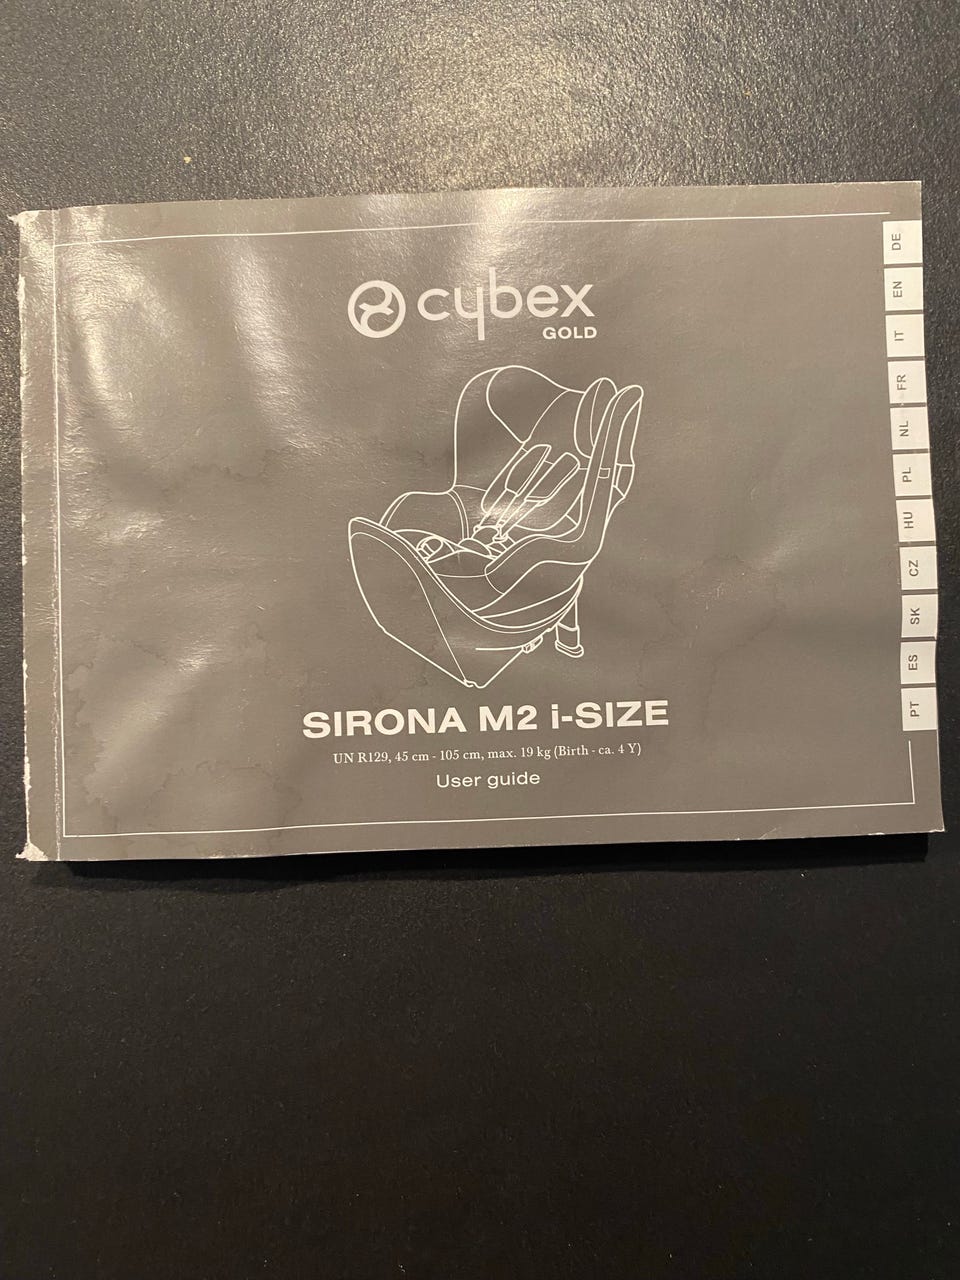 cybex
GOLD
SIRONA M2 i-SIZE
UN R129, 45 cm - 105 cm, max. 19 kg (Birth - ca. 4 Y)
User guide
DE
EN
IT
FR
NL
PL
HU
CZ
SK
ES
PT